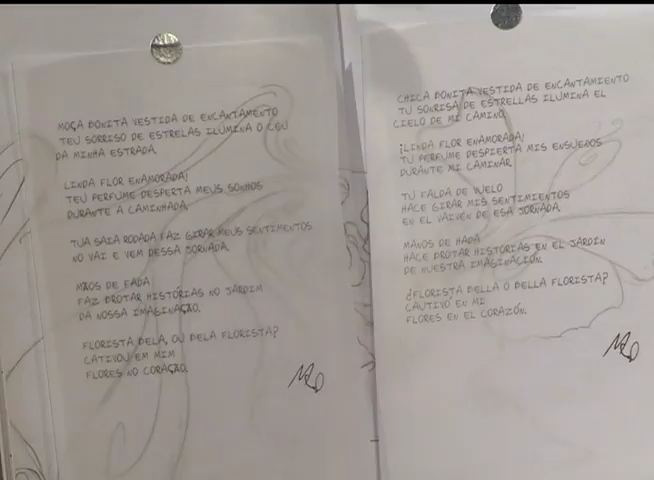 MOÇA BONITA VESTIDA DE ENCANTAMENTO
TEU SORRISO DE ESTRELAS ILUMINA O CÉU
DA MINHA ESTRADA
LINDA FLOR ENAMORADA!
TEU PERFUME DESPERTA MEUS SONHOS
DURANTE A CAMINHADA
TUA SAIA RODADA FAZ GIRAR MEUS SENTIMENTOS
NO VAI E VEM DESSA JORNADA.
MÃOS DE FADA
FAZ BROTAR HISTÓRIAS NO JARDIM
DA NOSSA IMAGINAÇÃO.
FLORISTA BELA, OU BELA FLORISTA?
CATIVOU EM MIM
FLORES NO CORAÇÃO.
CHICA BONITA VESTIDA DE ENCANTAMIENTO
TU SONRISA DE ESTRELLAS ILUMINA EL
CIELO DE MI CAMINO
¡LINDA FLOR ENAMORADA!
TU PERFUME DESPIERTA MIS ENSUEÑOS
DURANTE MI CAMINAR
TU FALDA DE VUELO
HACE GIRAR MIS SENTIMIENTOS
EN EL VAIVÉN DE ESA JORNADA
MANOS DE HADA
HACE BROTAR HISTORIAS EN EL JARDÍN
DE NUESTRA IMAGINACIÓN.
¿FLORISTA BELLA O BELLA FLORISTA?
CAUTIVÓ EN MI
FLORES EN EL CORAZÓN.